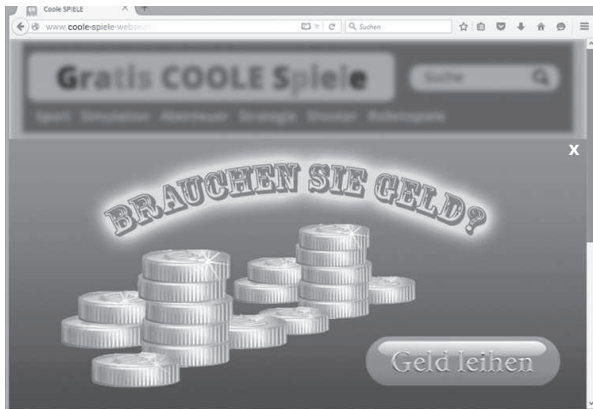 Coole SPIELE
www.coole-spiele-website
Suchen
Gratis COOLE Spiele
Suche
Sport Simulation Abenteuer Strategie Shooter Rollenspiele
X
BRAUCHEN SIE GELD?
Geld leihen